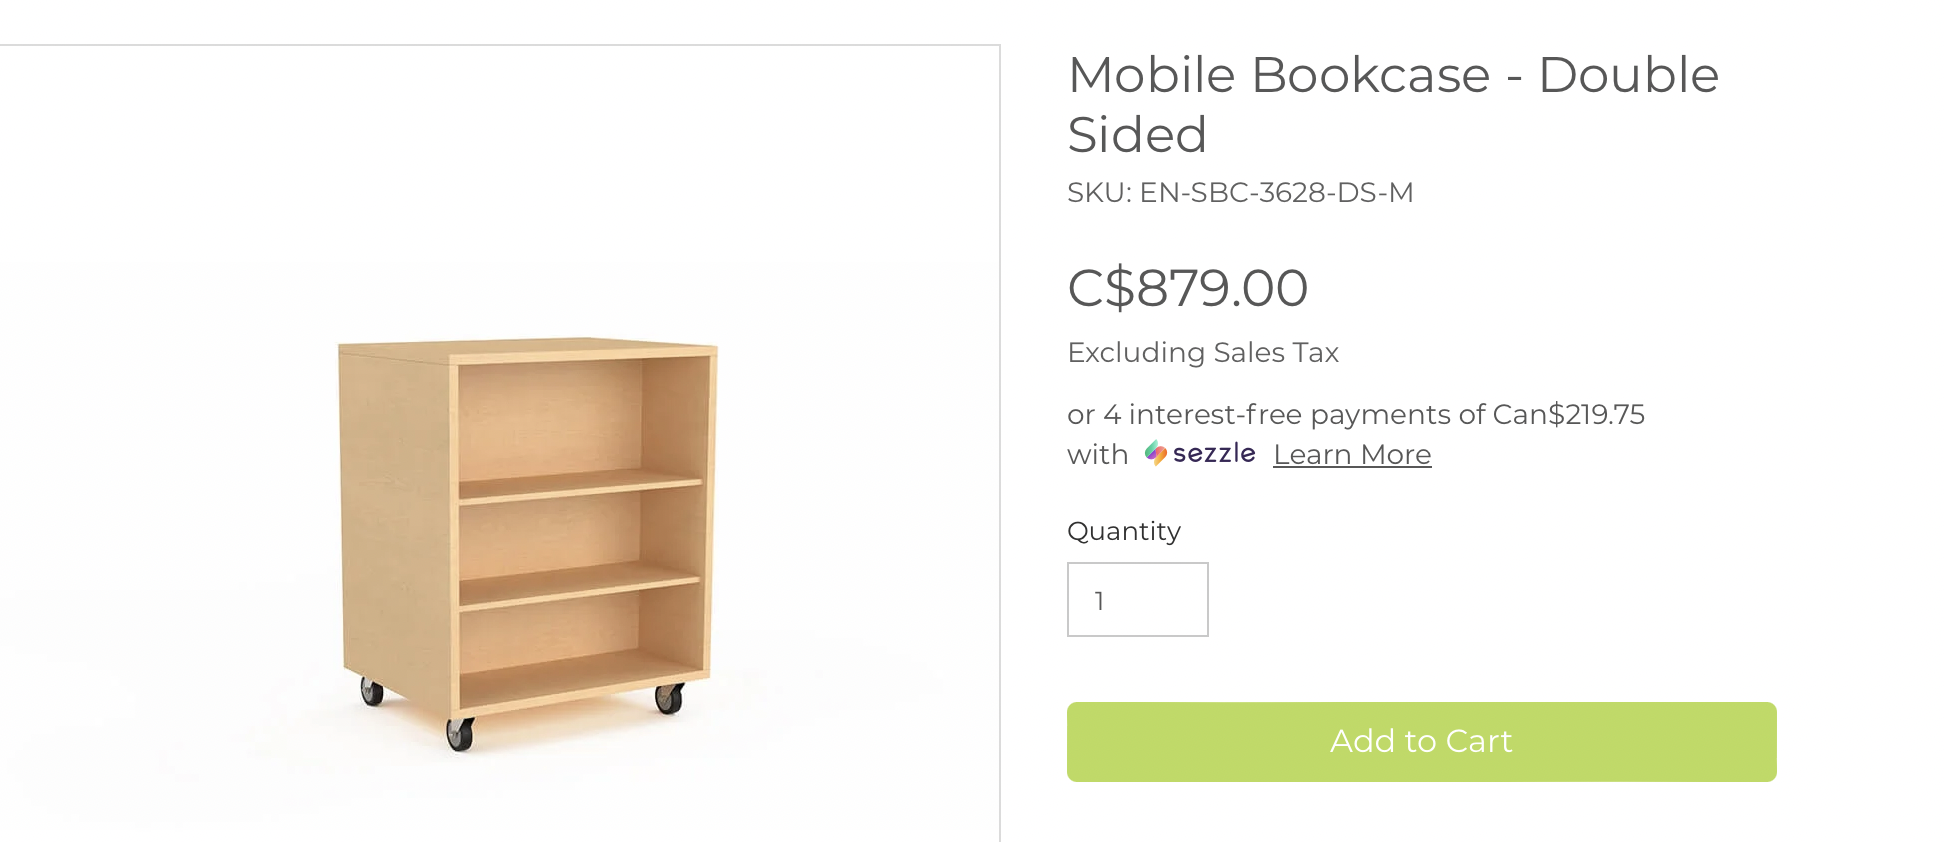 Mobile Bookcase - Double
Sided
SKU: EN-SBC-3628-DS-M
C$879.00
Excluding Sales Tax
or 4 interest-free payments of Can$219.75
with sezzle Learn More
Quantity
1
Add to Cart